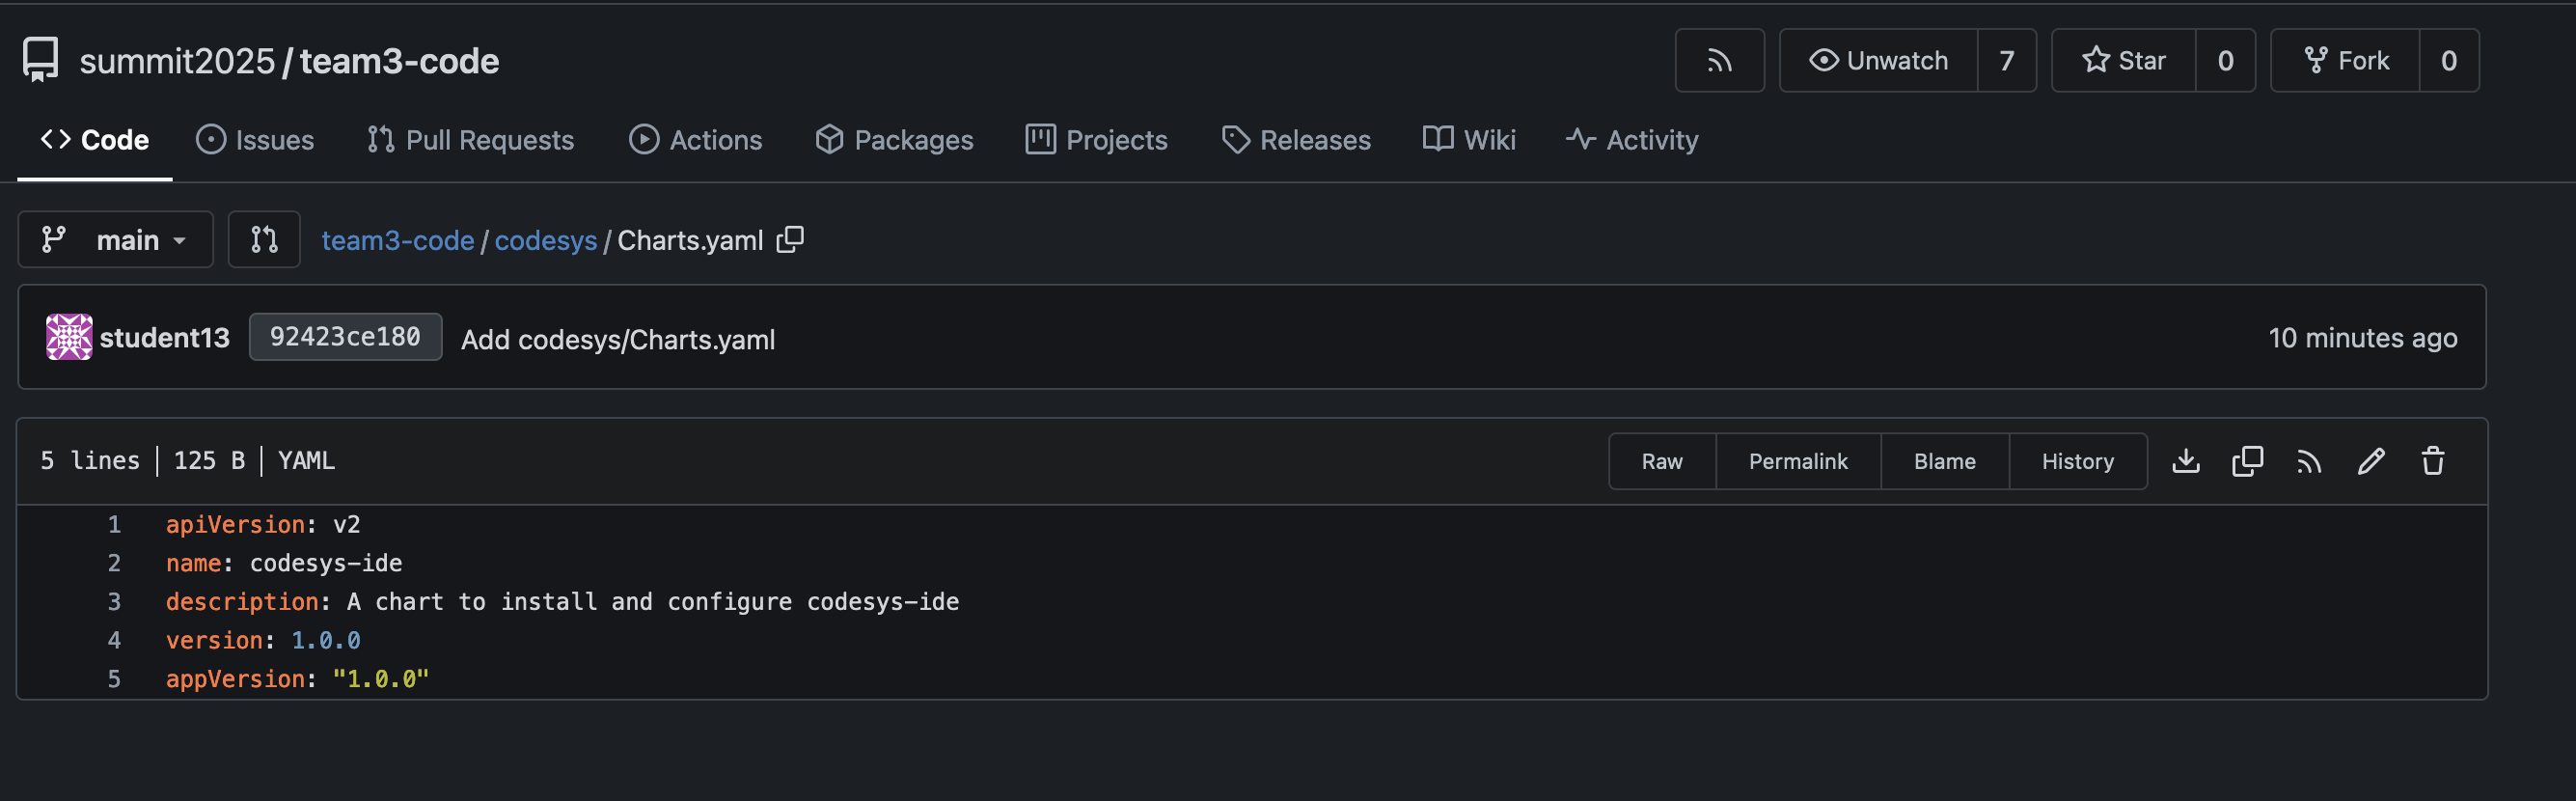 summit2025/team3-code
Unwatch 7 Star 0 Fork 0
Code Issues Pull Requests Actions Packages Projects Releases Wiki Activity
main team3-code/codesys/Charts.yaml
student13 92423ce180 Add codesys/Charts.yaml 10 minutes ago
5 lines | 125 B | YAML Raw Permalink Blame History
1 apiVersion: v2
2 name: codesys-ide
3 description: A chart to install and configure codesys-ide
4 version: 1.0.0
5 appVersion: "1.0.0"